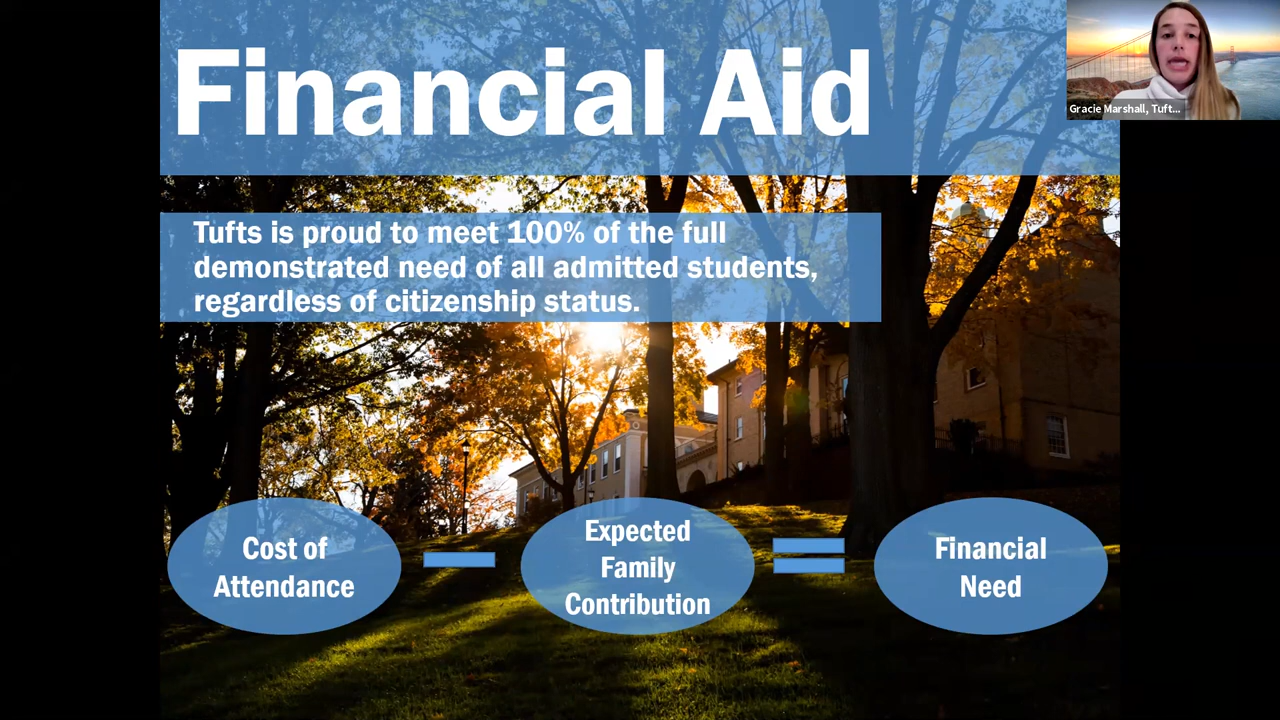 Financial Aid
Gracie Marshall, Tuft...
Tufts is proud to meet 100% of the full
demonstrated need of all admitted students,
regardless of citizenship status.
Cost of
Attendance
Expected
Family
Contribution
Financial
Need